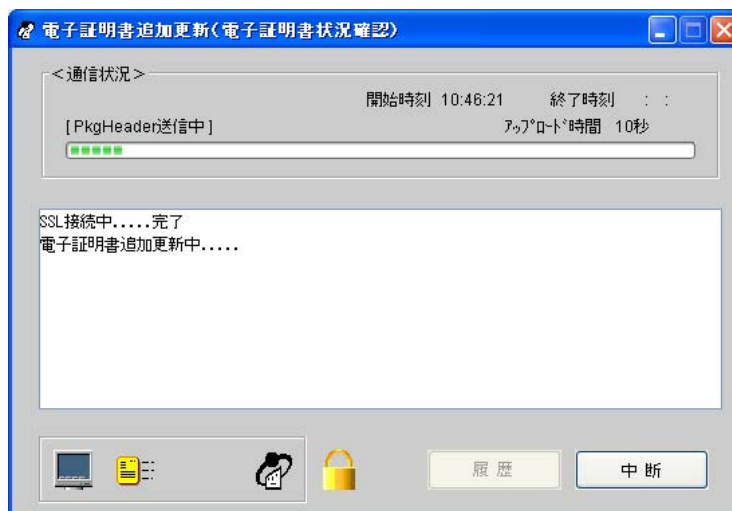 電子証明書追加更新(電子証明書状況確認)
<通信状況>
開始時刻 10:46:21 終了時刻 : :
[PkgHeader送信中] アップロード時間 10秒
SSL接続中.....完了
電子証明書追加更新中.....
履 歴 中 断